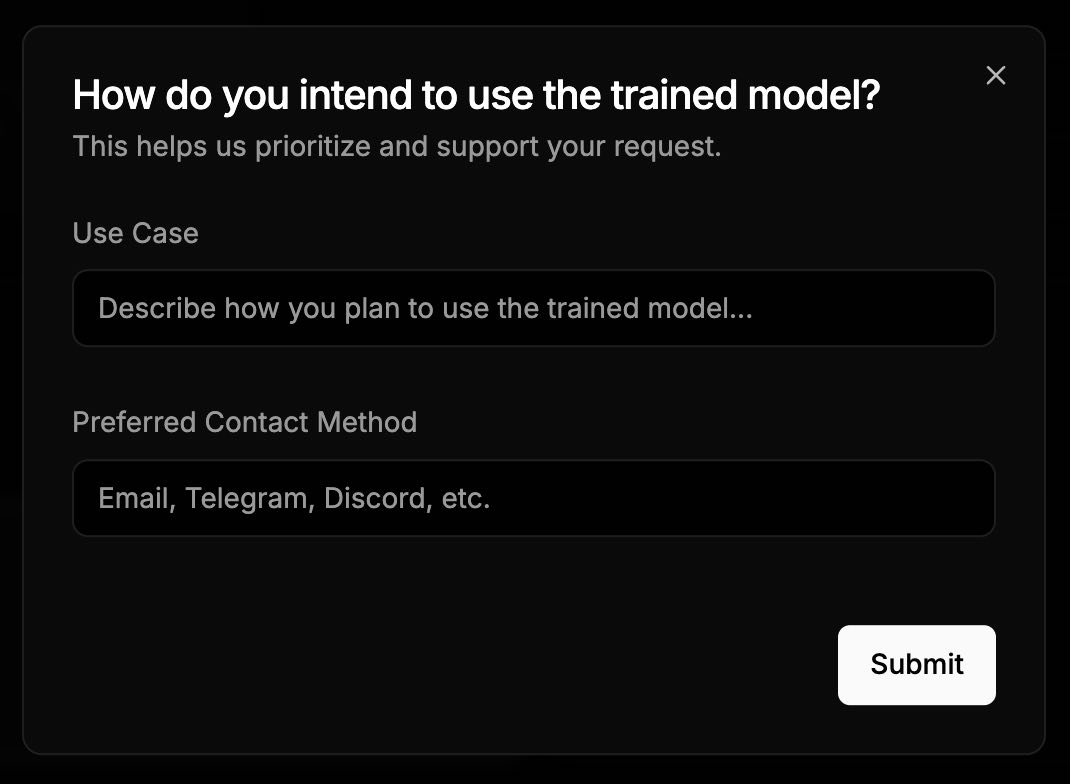 How do you intend to use the trained model?
This helps us prioritize and support your request.
Use Case
Describe how you plan to use the trained model...
Preferred Contact Method
Email, Telegram, Discord, etc.
Submit